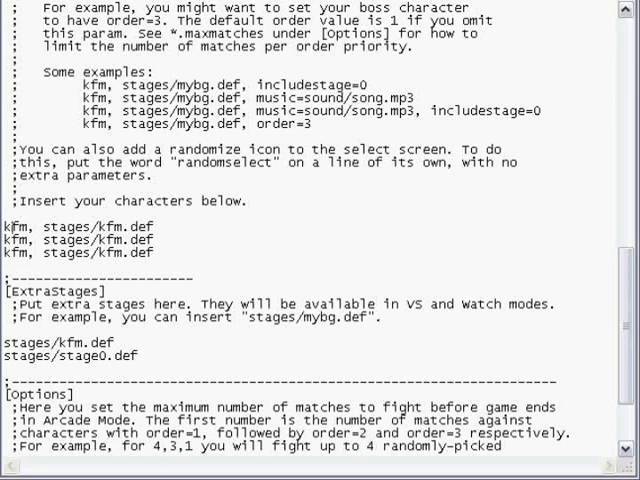 ;   For example, you might want to set your boss character
;   to have order=3. The default order value is 1 if you omit
;   this param. See *.maxmatches under [Options] for how to
;   limit the number of matches per order priority.
;
;   Some examples:
;        kfm, stages/mybg.def, includestage=0
;        kfm, stages/mybg.def, music=sound/song.mp3
;        kfm, stages/mybg.def, music=sound/song.mp3, includestage=0
;        kfm, stages/mybg.def, order=3
;
;You can also add a randomize icon to the select screen. To do
;this, put the word "randomselect" on a line of its own, with no
;extra parameters.
;
;Insert your characters below.
kfm, stages/kfm.def
kfm, stages/kfm.def
kfm, stages/kfm.def
;-----------------------
[ExtraStages]
;Put extra stages here. They will be available in VS and Watch modes.
;For example, you can insert "stages/mybg.def".
stages/kfm.def
stages/stage0.def
;---------------------------------------------------------------------
[Options]
;Here you set the maximum number of matches to fight before game ends
;in Arcade Mode. The first number is the number of matches against
;characters with order=1, followed by order=2 and order=3 respectively.
;For example, for 4,3,1 you will fight up to 4 randomly-picked